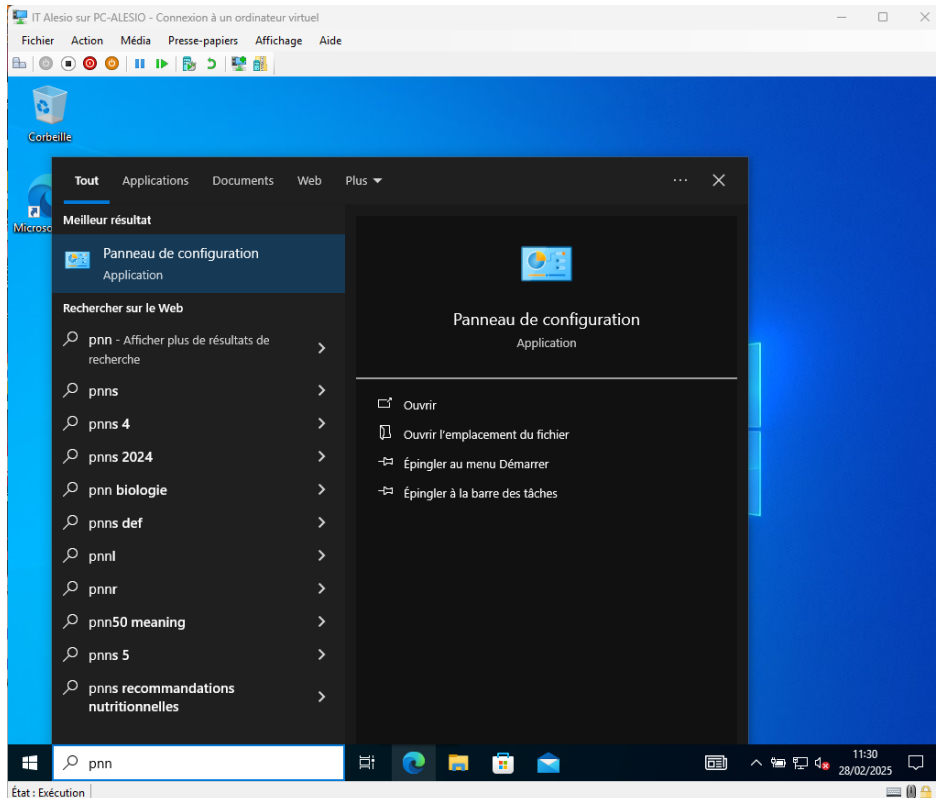 IT Alesio sur PC-ALESIO - Connexion à un ordinateur virtuel
Fichier Action Média Presse-papiers Affichage Aide
Corbeille
Microso
Tout Applications Documents Web Plus
Meilleur résultat
Panneau de configuration
Application
Rechercher sur le Web
pnn - Afficher plus de résultats de
recherche
pnns
pnns 4
pnns 2024
pnn biologie
pnns def
pnnl
pnnr
pnn50 meaning
pnns 5
pnns recommandations
nutritionnelles
Panneau de configuration
Application
Ouvrir
Ouvrir l'emplacement du fichier
Épingler au menu Démarrer
Épingler à la barre des tâches
pnn
11:30
28/02/2025
État : Exécution